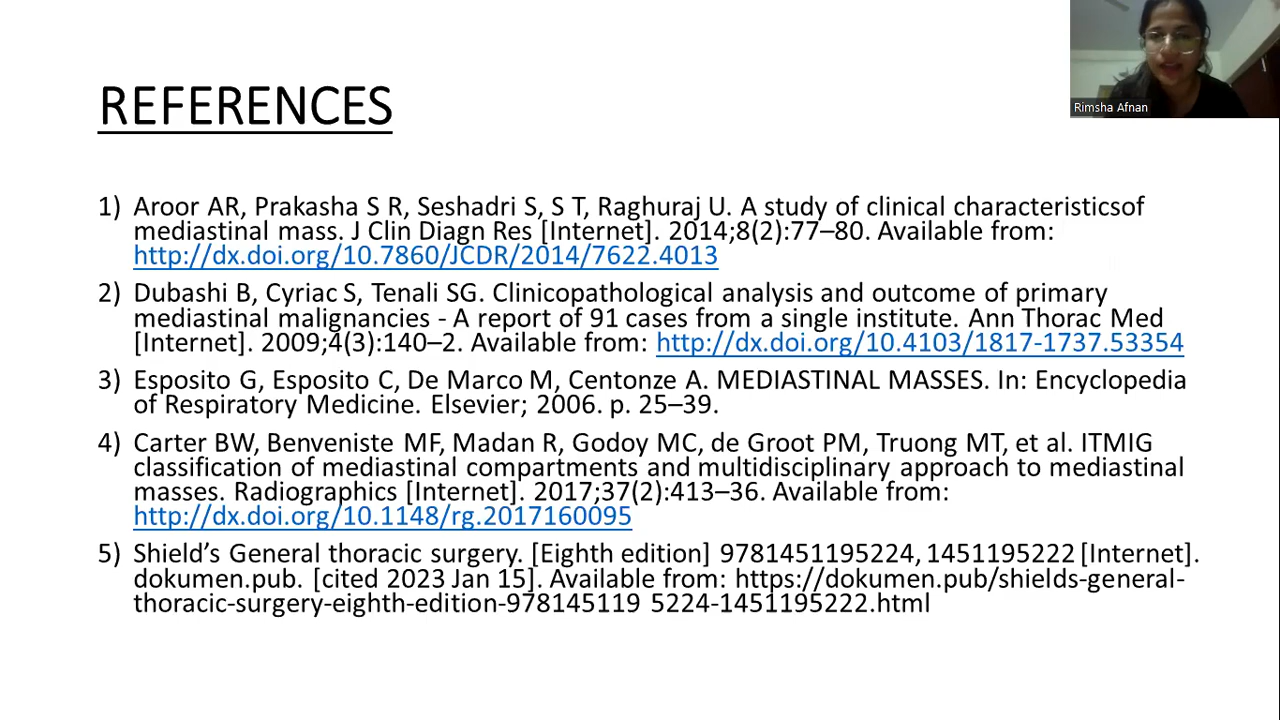 REFERENCES
Rimsha Afnan
1) Aroor AR, Prakasha S R, Seshadri S, S T, Raghuraj U. A study of clinical characteristicsof
mediastinal mass. J Clin Diagn Res [Internet]. 2014;8(2):77–80. Available from:
http://dx.doi.org/10.7860/JCDR/2014/7622.4013
2) Dubashi B, Cyriac S, Tenali SG. Clinicopathological analysis and outcome of primary
mediastinal malignancies - A report of 91 cases from a single institute. Ann Thorac Med
[Internet]. 2009;4(3):140–2. Available from: http://dx.doi.org/10.4103/1817-1737.53354
3) Esposito G, Esposito C, De Marco M, Centonze A. MEDIASTINAL MASSES. In: Encyclopedia
of Respiratory Medicine. Elsevier; 2006. p. 25–39.
4) Carter BW, Benveniste MF, Madan R, Godoy MC, de Groot PM, Truong MT, et al. ITMIG
classification of mediastinal compartments and multidisciplinary approach to mediastinal
masses. Radiographics [Internet]. 2017;37(2):413–36. Available from:
http://dx.doi.org/10.1148/rg.2017160095
5) Shield’s General thoracic surgery. [Eighth edition] 9781451195224, 1451195222 [Internet].
dokumen.pub. [cited 2023 Jan 15]. Available from: https://dokumen.pub/shields-general-
thoracic-surgery-eighth-edition-978145119 5224-1451195222.html